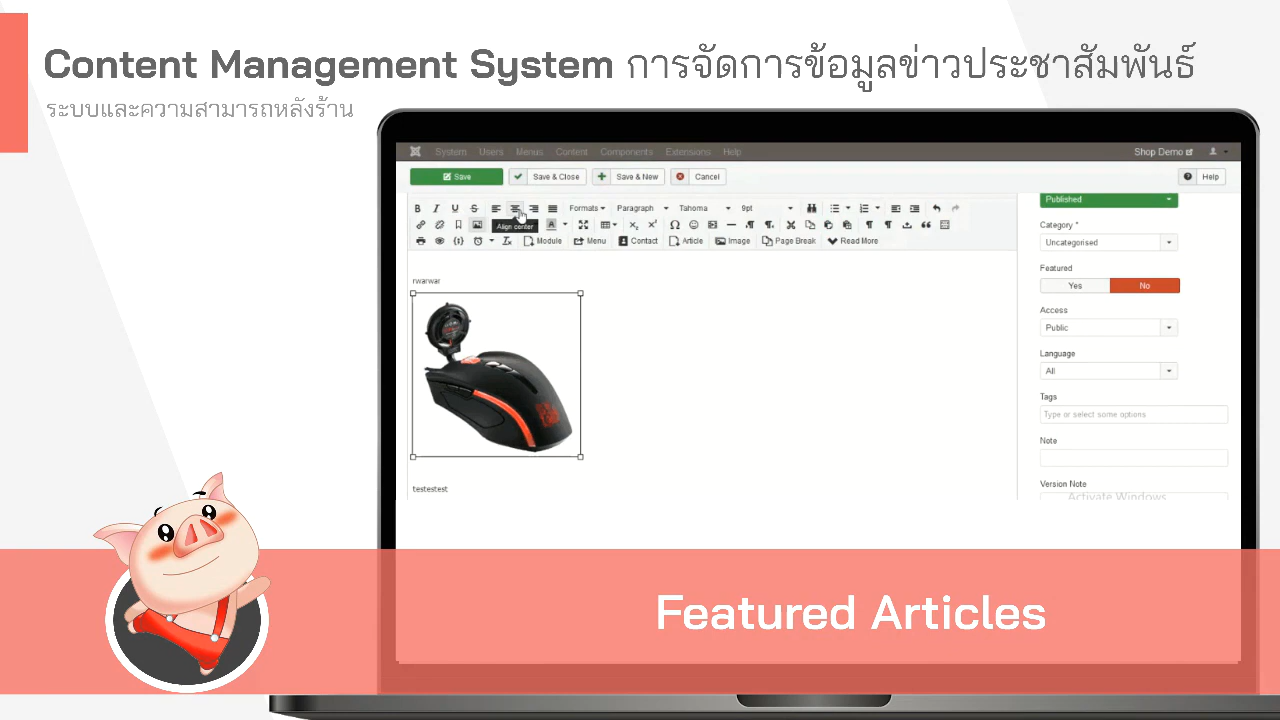 Content Management System การจัดการข้อมูลข่าวประชาสัมพันธ์
ระบบและความสามารถหลังร้าน
System Users Menus Content Components Extensions Help Shop Demo
Save Save & Close Save & New Cancel Help
B I U S Formats Paragraph Tahoma 9pt
Align center
Module Menu Contact Article Image Page Break Read More
Published
Category *
Uncategorised
Featured
Yes No
Access
Public
Language
All
Tags
Type or select some options
Note
Version Note
Activate Windows
rwarwar
testestest
Featured Articles